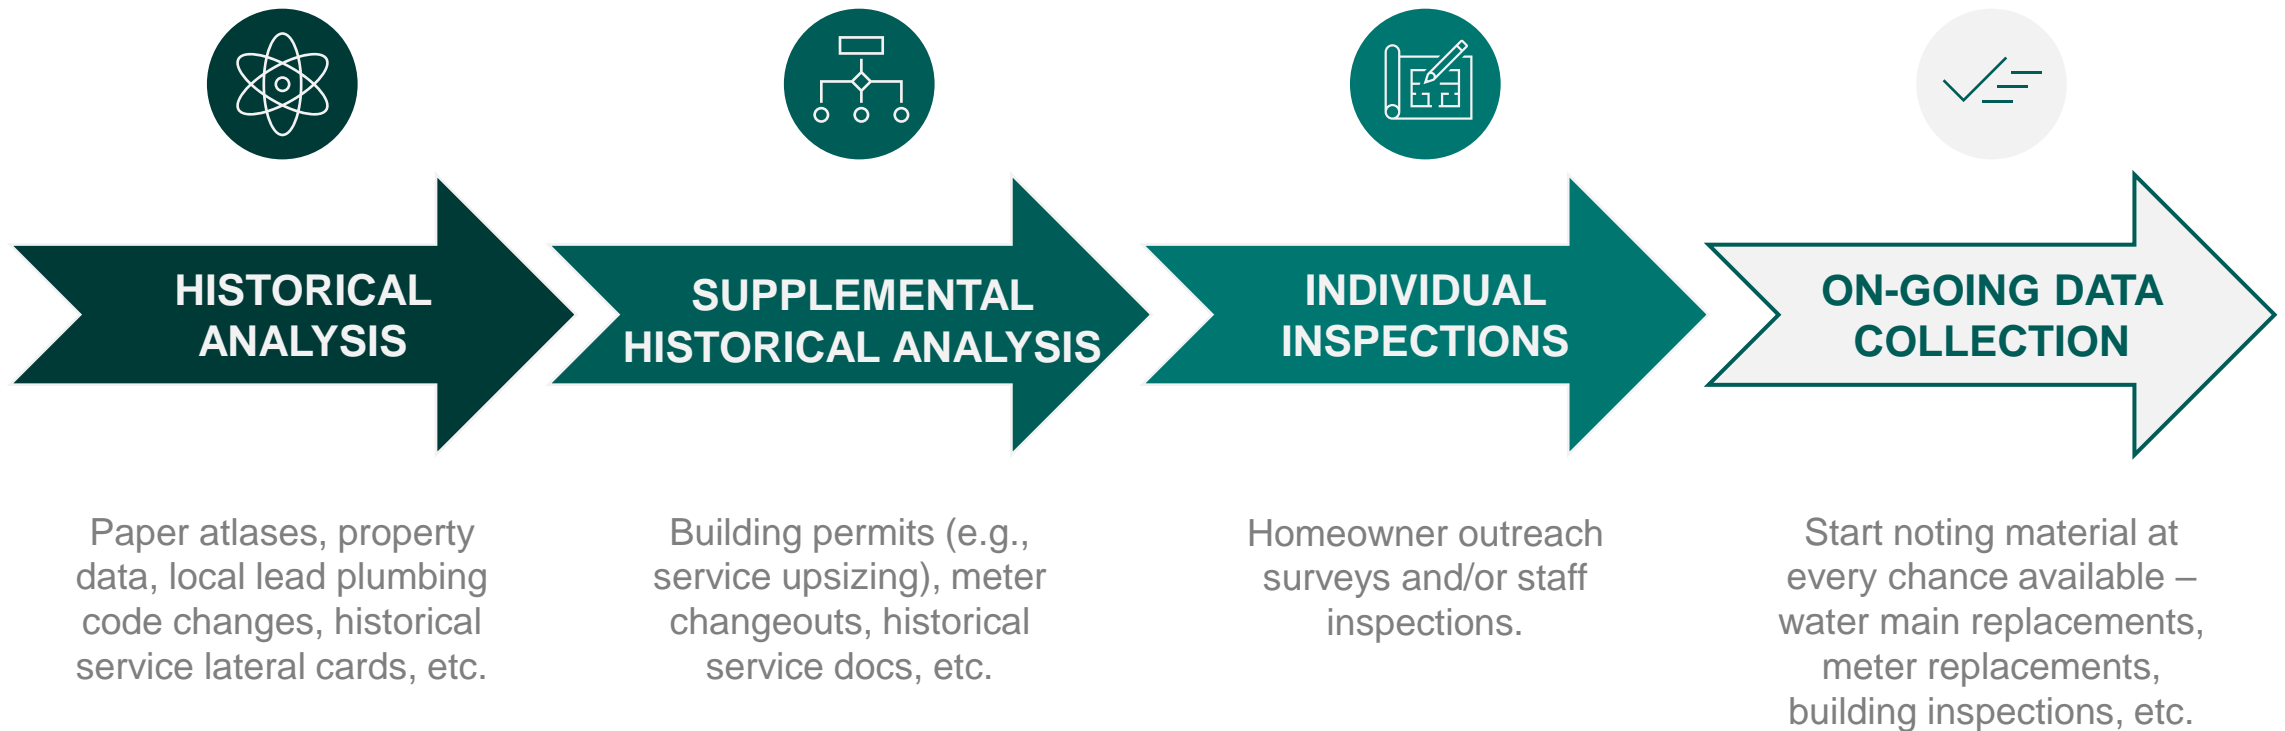 HISTORICAL
ANALYSIS
SUPPLEMENTAL
HISTORICAL ANALYSIS
INDIVIDUAL
INSPECTIONS
ON-GOING DATA
COLLECTION
Paper atlases, property
data, local lead plumbing
code changes, historical
service lateral cards, etc.
Building permits (e.g.,
service upsizing), meter
changeouts, historical
service docs, etc.
Homeowner outreach
surveys and/or staff
inspections.
Start noting material at
every chance available –
water main replacements,
meter replacements,
building inspections, etc.